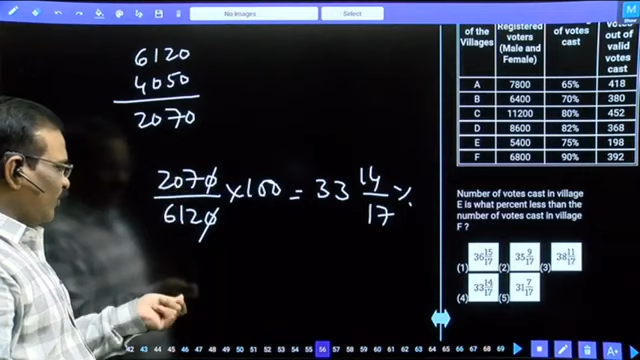 No Images
Select
M
6120
4050
2070
2070/6120 × 100 = 33 14/17 %
of the Villages | Registered voters (Male and Female) | of votes cast | votes out of valid votes cast
A 7800 65% 418
B 6400 70% 380
C 11200 80% 452
D 8600 82% 368
E 5400 75% 198
F 6800 90% 392
Number of votes cast in village
E is what percent less than the
number of votes cast in village
F ?
(1) 36 15/17 (2) 35 9/17 (3) 38 11/17
(4) 33 14/17 (5) 31 7/17
42 43 44 45 46 47 48 49 50 51 52 53 54 55 56 57 58 59 60 61 62 63 64 65 66 67 68 69